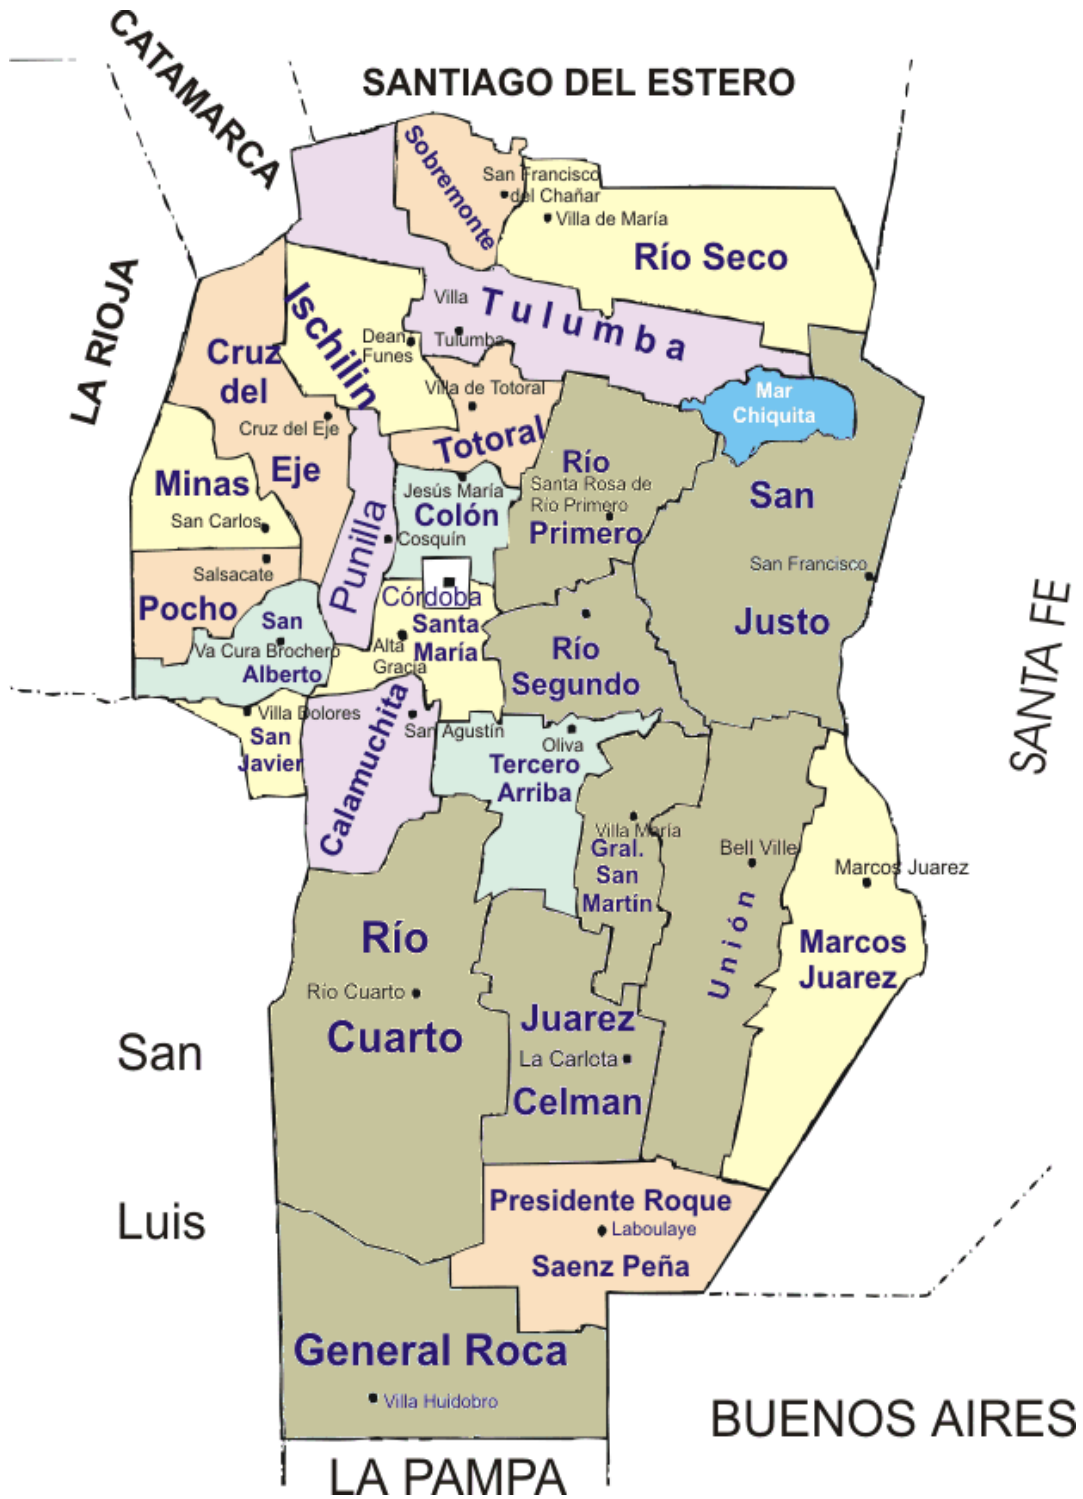 CATAMARCA
SANTIAGO DEL ESTERO
Sobremonte
San Francisco
del Chañar
Villa de María
Río Seco
LA RIOJA
Ischilin
Villa
Tulumba
Tulumba
Dean
Funes
Cruz
del
Eje
Cruz del Eje
Villa de Totoral
Totoral
Mar
Chiquita
Minas
San Carlos
Punilla
Jesús María
Colón
Cosquín
Río
Santa Rosa de
Río Primero
Primero
San
San Francisco
Justo
Salsacate
Pocho
San
Va Cura Brochero
Alberto
Córdoba
Santa
María
Alta
Gracia
Río
Segundo
SANTA FE
Villa Dolores
San
Javier
Calamuchita
San Agustín
Oliva
Tercero
Arriba
Villa María
Gral.
San
Martín
Bell Ville
Unión
Marcos Juarez
Marcos
Juarez
Río
Río Cuarto
Cuarto
Juarez
La Carlota
Celman
San
Luis
Presidente Roque
Laboulaye
Saenz Peña
General Roca
Villa Huidobro
BUENOS AIRES
LA PAMPA